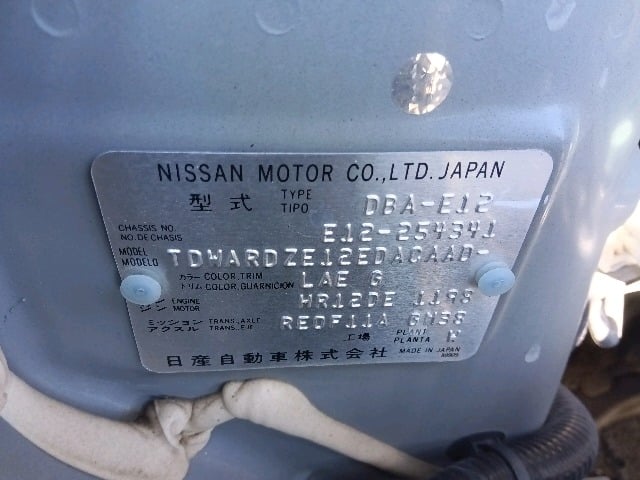 NISSAN MOTOR CO.,LTD. JAPAN
型式 TYPE TIPO DBA-E12
CHASSIS NO. NO.DE CHASIS E12-254341
MODEL MODELO TDWARDZE12EDACAAD-
カラー トリム COLOR,TRIM COLOR,GUARNICION LAE G
エンジン ENGINE MOTOR HR12DE 1198
ミッション アクスル TRANS.,AXLE TRANS.,EJE REOF11A GH38
工場 PLANT PLANTA
日産自動車株式会社 MADE IN JAPAN